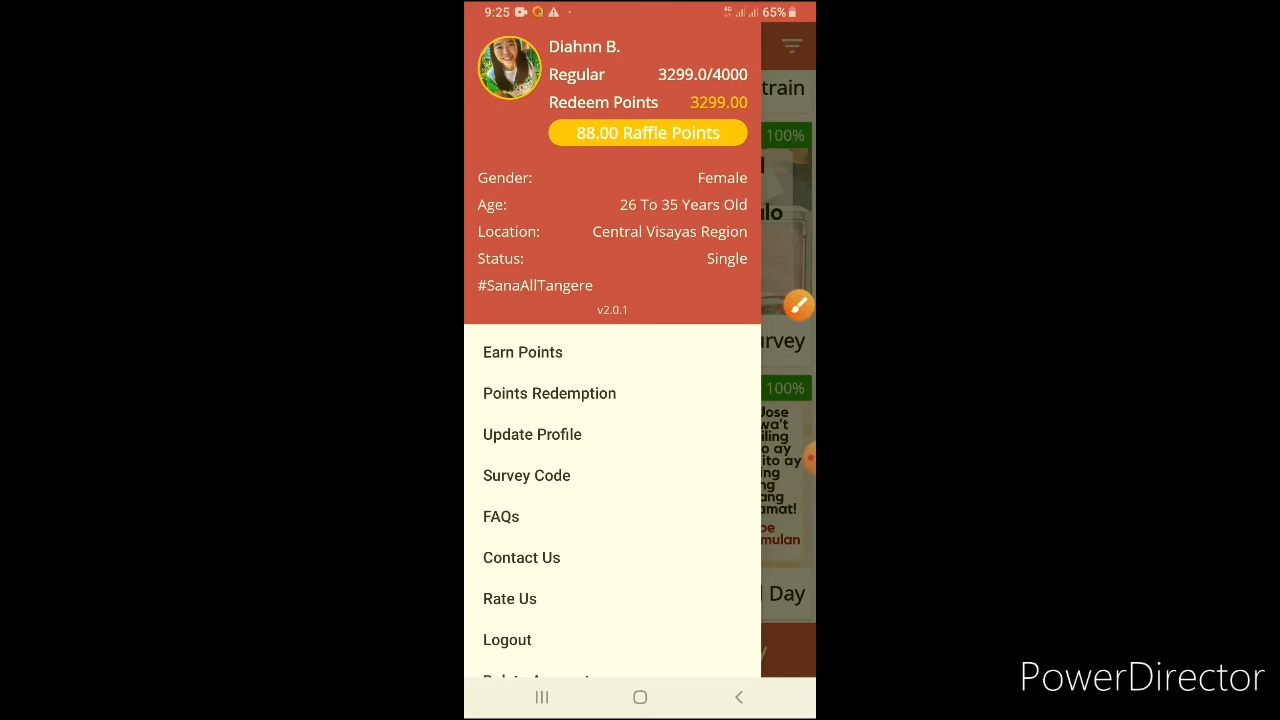 9:25
4G
65%
Diahnn B.
Regular 3299.0/4000
Redeem Points 3299.00
88.00 Raffle Points
Gender: Female
Age: 26 To 35 Years Old
Location: Central Visayas Region
Status: Single
#SanaAllTangere
v2.0.1
Earn Points
Points Redemption
Update Profile
Survey Code
FAQs
Contact Us
Rate Us
Logout
train
100%
100%
Jose
Day
PowerDirector